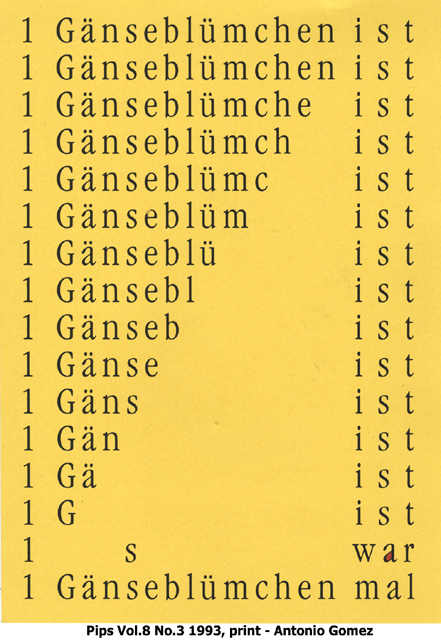 1 Gänseblümchen ist
1 Gänseblümchen ist
1 Gänseblümche ist
1 Gänseblümch ist
1 Gänseblümc ist
1 Gänseblüm ist
1 Gänseblü ist
1 Gänsebl ist
1 Gänseb ist
1 Gänse ist
1 Gäns ist
1 Gän ist
1 Gä ist
1 G ist
1 s war
1 Gänseblümchen mal
Pips Vol.8 No.3 1993, print - Antonio Gomez